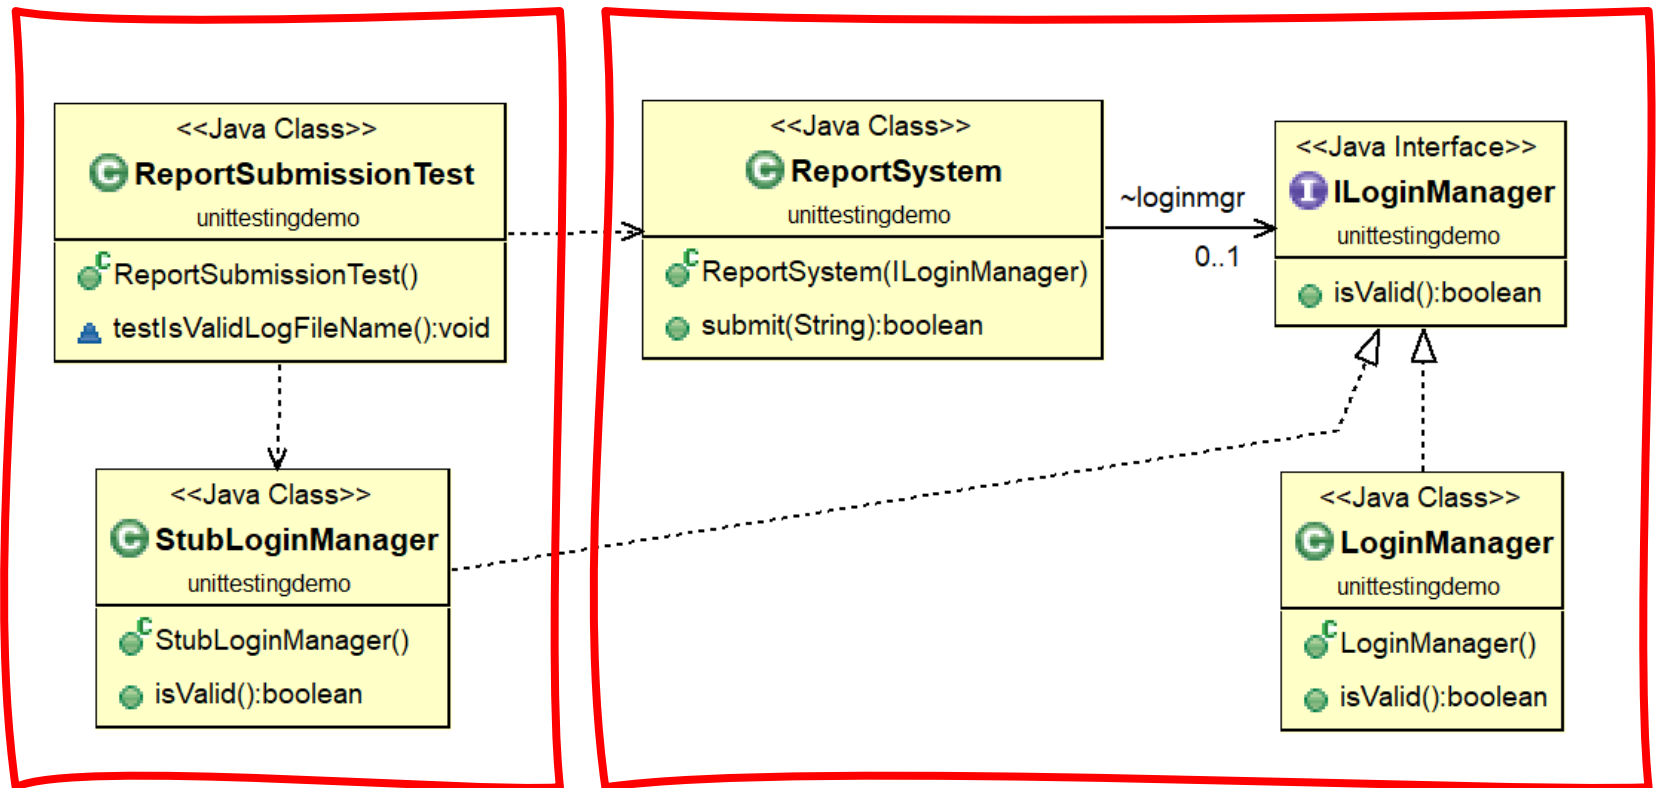 <<Java Class>>
C ReportSubmissionTest
unittestingdemo
C ReportSubmissionTest()
testIsValidLogFileName():void
<<Java Class>>
C ReportSystem
unittestingdemo
C ReportSystem(ILoginManager)
submit(String):boolean
~loginmgr
0..1
<<Java Interface>>
I ILoginManager
unittestingdemo
isValid():boolean
<<Java Class>>
C StubLoginManager
unittestingdemo
C StubLoginManager()
isValid():boolean
<<Java Class>>
C LoginManager
unittestingdemo
C LoginManager()
isValid():boolean